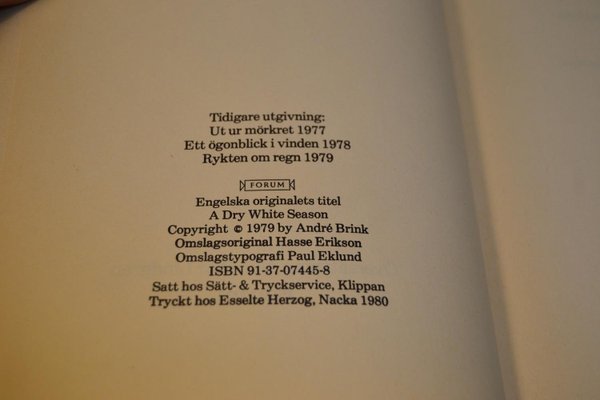 Tidigare utgivning:
Ut ur mörkret 1977
Ett ögonblick i vinden 1978
Rykten om regn 1979
FORUM
Engelska originalets titel
A Dry White Season
Copyright © 1979 by André Brink
Omslagsoriginal Hasse Erikson
Omslagstypografi Paul Eklund
ISBN 91-37-07445-8
Satt hos Sätt- & Tryckservice, Klippan
Tryckt hos Esselte Herzog, Nacka 1980